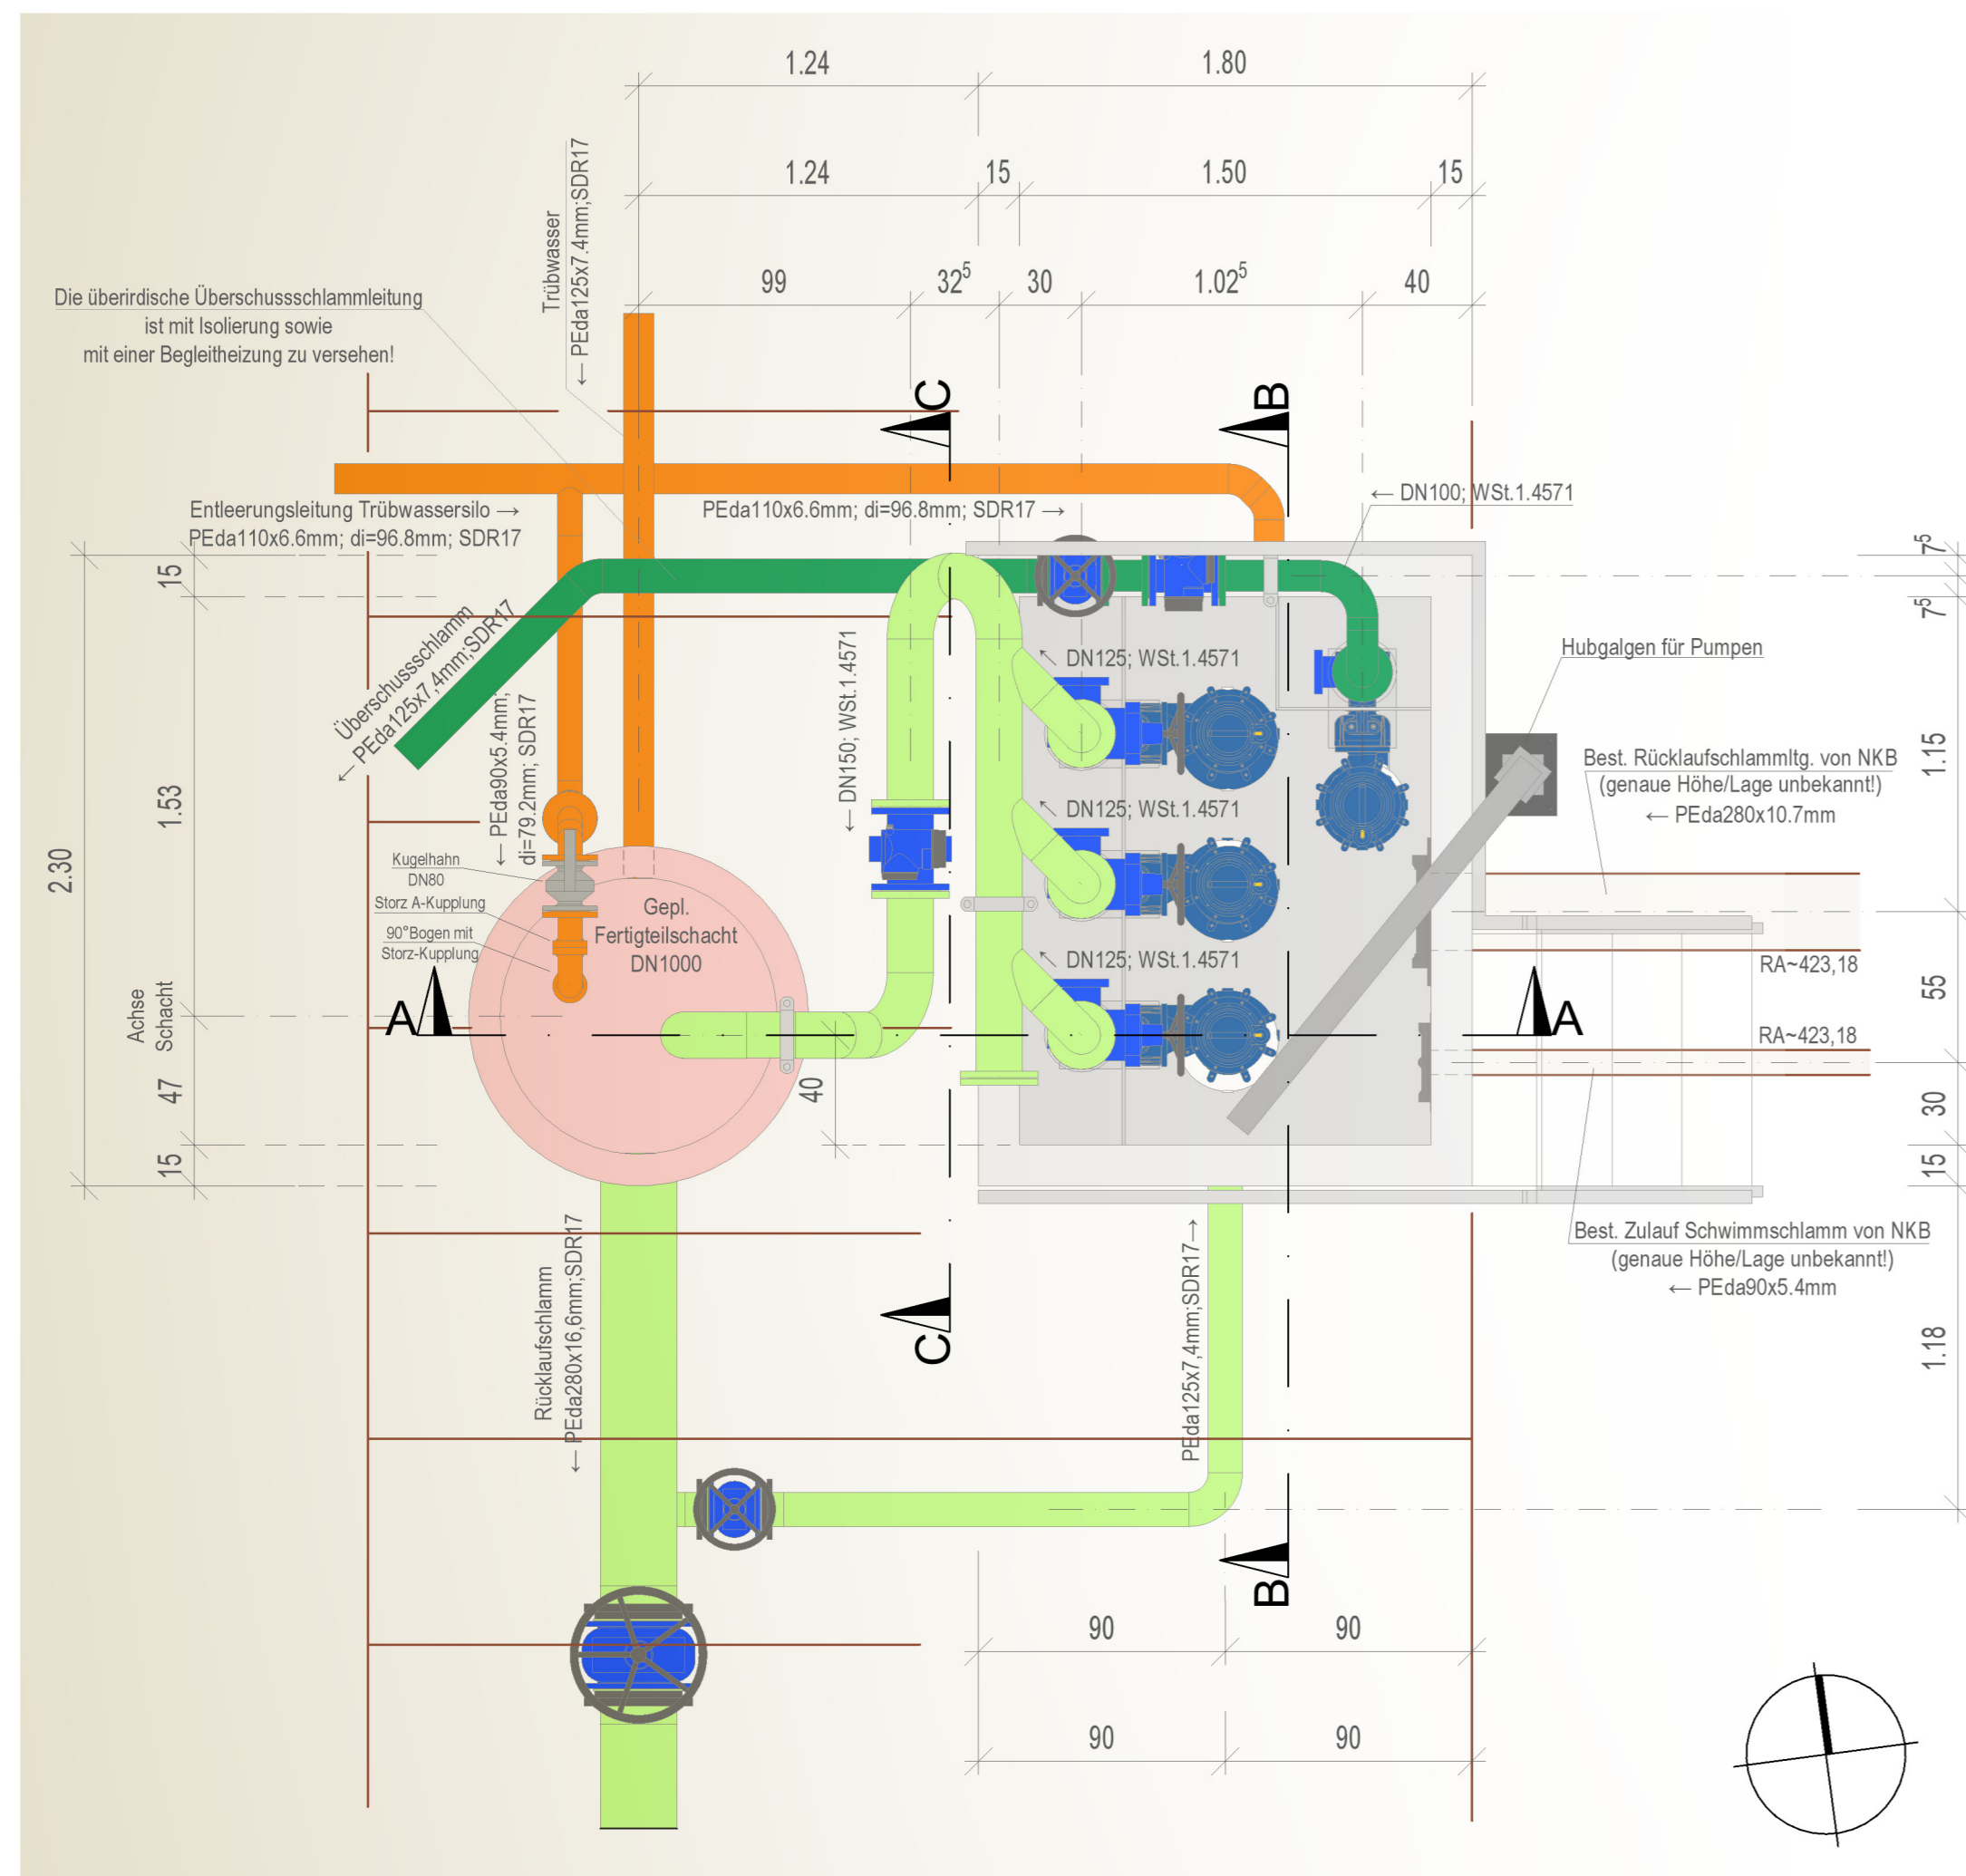 1.24
1.80
1.24
15
1.50
15
99
32⁵
30
1.02⁵
40
Trübwasser
← PEda125x7.4mm;SDR17
Die überirdische Überschussschlammleitung
ist mit Isolierung sowie
mit einer Begleitheizung zu versehen!
C
B
Entleerungsleitung Trübwassersilo →
PEda110x6.6mm; di=96.8mm; SDR17
PEda110x6.6mm; di=96.8mm; SDR17 →
← DN100; WSt.1.4571
7⁵
7⁵
15
Überschussschlamm
← PEda125x7,4mm;SDR17
← PEda90x5.4mm;
di=79.2mm; SDR17
← DN150; WSt.1.4571
↖ DN125; WSt.1.4571
Hubgalgen für Pumpen
1.15
Best. Rücklaufschlammltg. von NKB
(genaue Höhe/Lage unbekannt!)
← PEda280x10.7mm
1.53
2.30
↖ DN125; WSt.1.4571
Kugelhahn
DN80
Storz A-Kupplung
90°Bogen mit
Storz-Kupplung
Gepl.
Fertigteilschacht
DN1000
↖ DN125; WSt.1.4571
RA~423,18
55
Achse
Schacht
A
A
RA~423,18
47
40
30
15
15
Best. Zulauf Schwimmschlamm von NKB
(genaue Höhe/Lage unbekannt!)
← PEda90x5.4mm
Rücklaufschlamm
← PEda280x16,6mm;SDR17
PEda125x7,4mm;SDR17→
C
1.18
B
90
90
90
90